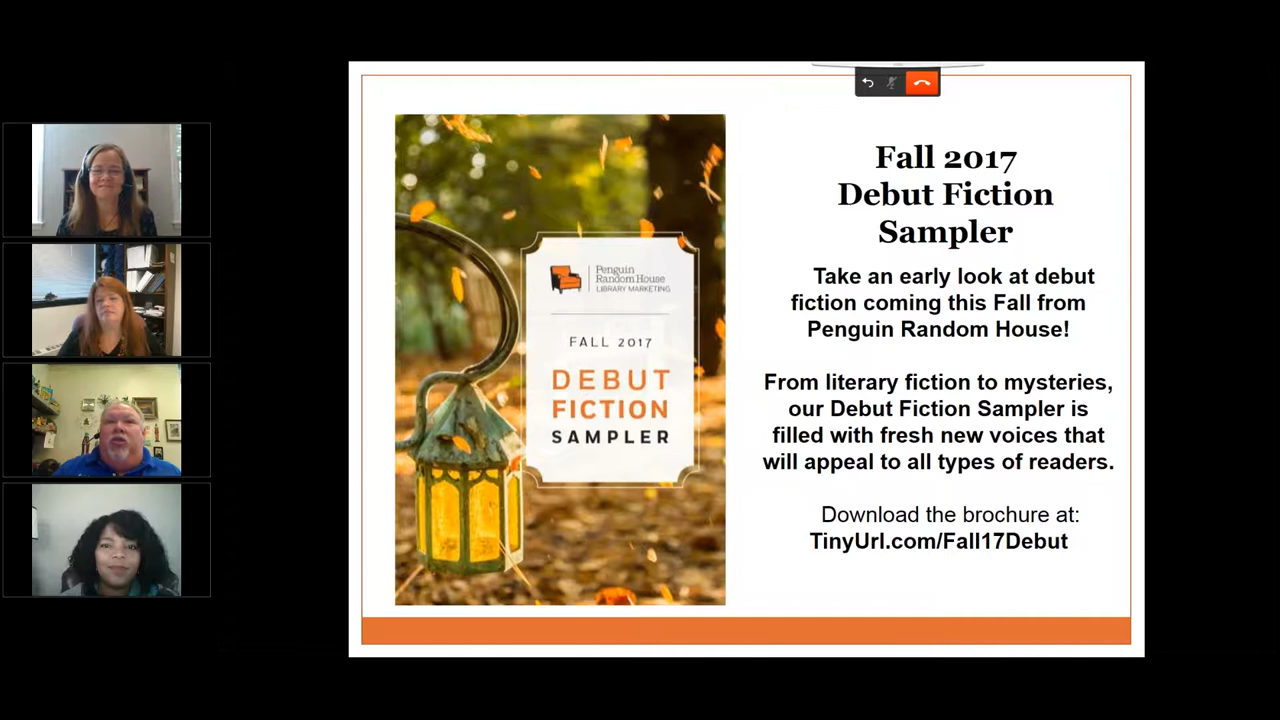 Penguin
Random House
LIBRARY MARKETING
FALL 2017
DEBUT
FICTION
SAMPLER
Fall 2017
Debut Fiction
Sampler
Take an early look at debut
fiction coming this Fall from
Penguin Random House!
From literary fiction to mysteries,
our Debut Fiction Sampler is
filled with fresh new voices that
will appeal to all types of readers.
Download the brochure at:
TinyUrl.com/Fall17Debut